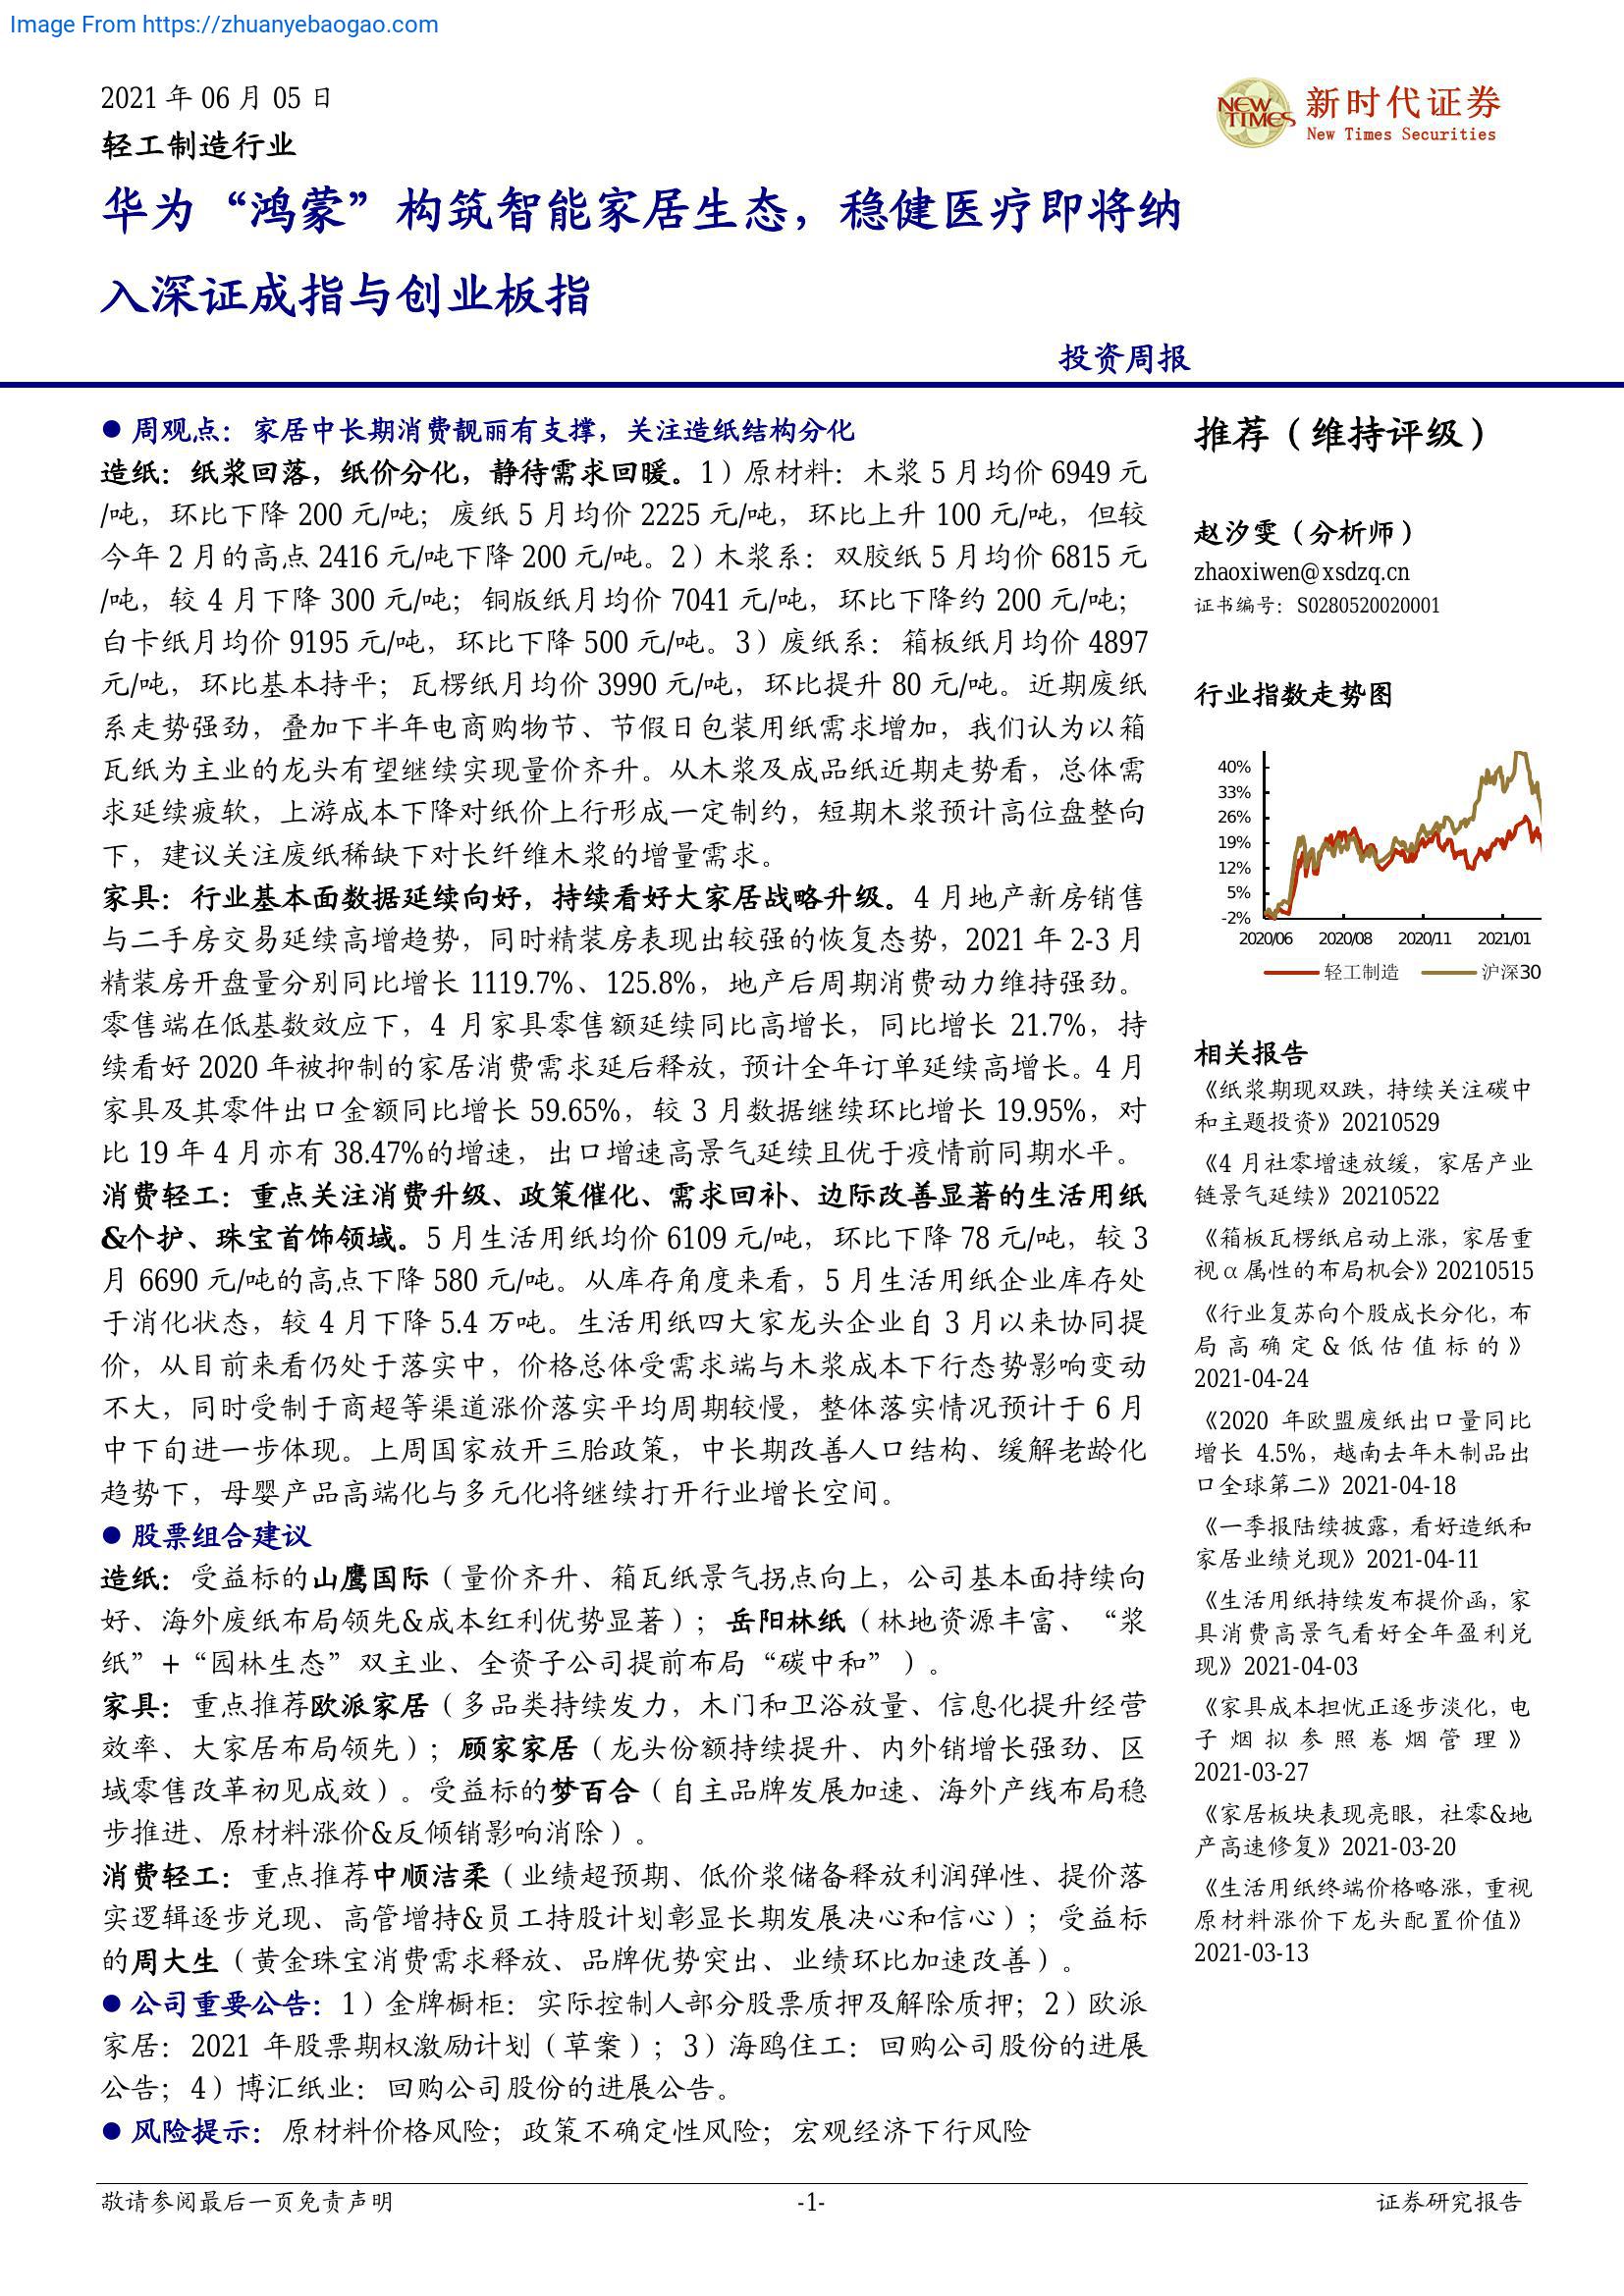 Image From https://zhuanyebaogao.com
2021 年 06 月 05 日
NEW TIMES
新时代证券
New Times Securities
轻工制造行业
华为“鸿蒙”构筑智能家居生态，稳健医疗即将纳
入深证成指与创业板指
投资周报
● 周观点：家居中长期消费靓丽有支撑，关注造纸结构分化
造纸：纸浆回落，纸价分化，静待需求回暖。1）原材料：木浆 5 月均价 6949 元
/吨，环比下降 200 元/吨；废纸 5 月均价 2225 元/吨，环比上升 100 元/吨，但较
今年 2 月的高点 2416 元/吨下降 200 元/吨。2）木浆系：双胶纸 5 月均价 6815 元
/吨，较 4 月下降 300 元/吨；铜版纸月均价 7041 元/吨，环比下降约 200 元/吨；
白卡纸月均价 9195 元/吨，环比下降 500 元/吨。3）废纸系：箱板纸月均价 4897
元/吨，环比基本持平；瓦楞纸月均价 3990 元/吨，环比提升 80 元/吨。近期废纸
系走势强劲，叠加下半年电商购物节、节假日包装用纸需求增加，我们认为以箱
瓦纸为主业的龙头有望继续实现量价齐升。从木浆及成品纸近期走势看，总体需
求延续疲软，上游成本下降对纸价上行形成一定制约，短期木浆预计高位盘整向
下，建议关注废纸稀缺下对长纤维木浆的增量需求。
家具：行业基本面数据延续向好，持续看好大家居战略升级。4 月地产新房销售
与二手房交易延续高增趋势，同时精装房表现出较强的恢复态势，2021 年 2-3 月
精装房开盘量分别同比增长 1119.7%、125.8%，地产后周期消费动力维持强劲。
零售端在低基数效应下，4 月家具零售额延续同比高增长，同比增长 21.7%，持
续看好 2020 年被抑制的家居消费需求延后释放，预计全年订单延续高增长。4 月
家具及其零件出口金额同比增长 59.65%，较 3 月数据继续环比增长 19.95%，对
比 19 年 4 月亦有 38.47%的增速，出口增速高景气延续且优于疫情前同期水平。
消费轻工：重点关注消费升级、政策催化、需求回补、边际改善显著的生活用纸
&个护、珠宝首饰领域。5 月生活用纸均价 6109 元/吨，环比下降 78 元/吨，较 3
月 6690 元/吨的高点下降 580 元/吨。从库存角度来看，5 月生活用纸企业库存处
于消化状态，较 4 月下降 5.4 万吨。生活用纸四大家龙头企业自 3 月以来协同提
价，从目前来看仍处于落实中，价格总体受需求端与木浆成本下行态势影响变动
不大，同时受制于商超等渠道涨价落实平均周期较慢，整体落实情况预计于 6 月
中下旬进一步体现。上周国家放开三胎政策，中长期改善人口结构、缓解老龄化
趋势下，母婴产品高端化与多元化将继续打开行业增长空间。
● 股票组合建议
造纸：受益标的山鹰国际（量价齐升、箱瓦纸景气拐点向上，公司基本面持续向
好、海外废纸布局领先&成本红利优势显著）；岳阳林纸（林地资源丰富、“浆
纸”+“园林生态”双主业、全资子公司提前布局“碳中和”）。
家具：重点推荐欧派家居（多品类持续发力，木门和卫浴放量、信息化提升经营
效率、大家居布局领先）；顾家家居（龙头份额持续提升、内外销增长强劲、区
域零售改革初见成效）。受益标的梦百合（自主品牌发展加速、海外产线布局稳
步推进、原材料涨价&反倾销影响消除）。
消费轻工：重点推荐中顺洁柔（业绩超预期、低价浆储备释放利润弹性、提价落
实逻辑逐步兑现、高管增持&员工持股计划彰显长期发展决心和信心）；受益标
的周大生（黄金珠宝消费需求释放、品牌优势突出、业绩环比加速改善）。
● 公司重要公告：1）金牌橱柜：实际控制人部分股票质押及解除质押；2）欧派
家居：2021 年股票期权激励计划（草案）；3）海鸥住工：回购公司股份的进展
公告；4）博汇纸业：回购公司股份的进展公告。
● 风险提示：原材料价格风险；政策不确定性风险；宏观经济下行风险
推荐（维持评级）
赵汐雯（分析师）
zhaoxiwen@xsdzq.cn
证书编号：S0280520020001
行业指数走势图
40%
33%
26%
19%
12%
5%
-2%
2020/06 2020/08 2020/11 2021/01
轻工制造 沪深30
相关报告
《纸浆期现双跌，持续关注碳中
和主题投资》20210529
《4 月社零增速放缓，家居产业
链景气延续》20210522
《箱板瓦楞纸启动上涨，家居重
视α属性的布局机会》20210515
《行业复苏向个股成长分化，布
局高确定&低估值标的》
2021-04-24
《2020 年欧盟废纸出口量同比
增长 4.5%，越南去年木制品出
口全球第二》2021-04-18
《一季报陆续披露，看好造纸和
家居业绩兑现》2021-04-11
《生活用纸持续发布提价函，家
具消费高景气看好全年盈利兑
现》2021-04-03
《家具成本担忧正逐步淡化，电
子烟拟参照卷烟管理》
2021-03-27
《家居板块表现亮眼，社零&地
产高速修复》2021-03-20
《生活用纸终端价格略涨，重视
原材料涨价下龙头配置价值》
2021-03-13
敬请参阅最后一页免责声明
-1-
证券研究报告